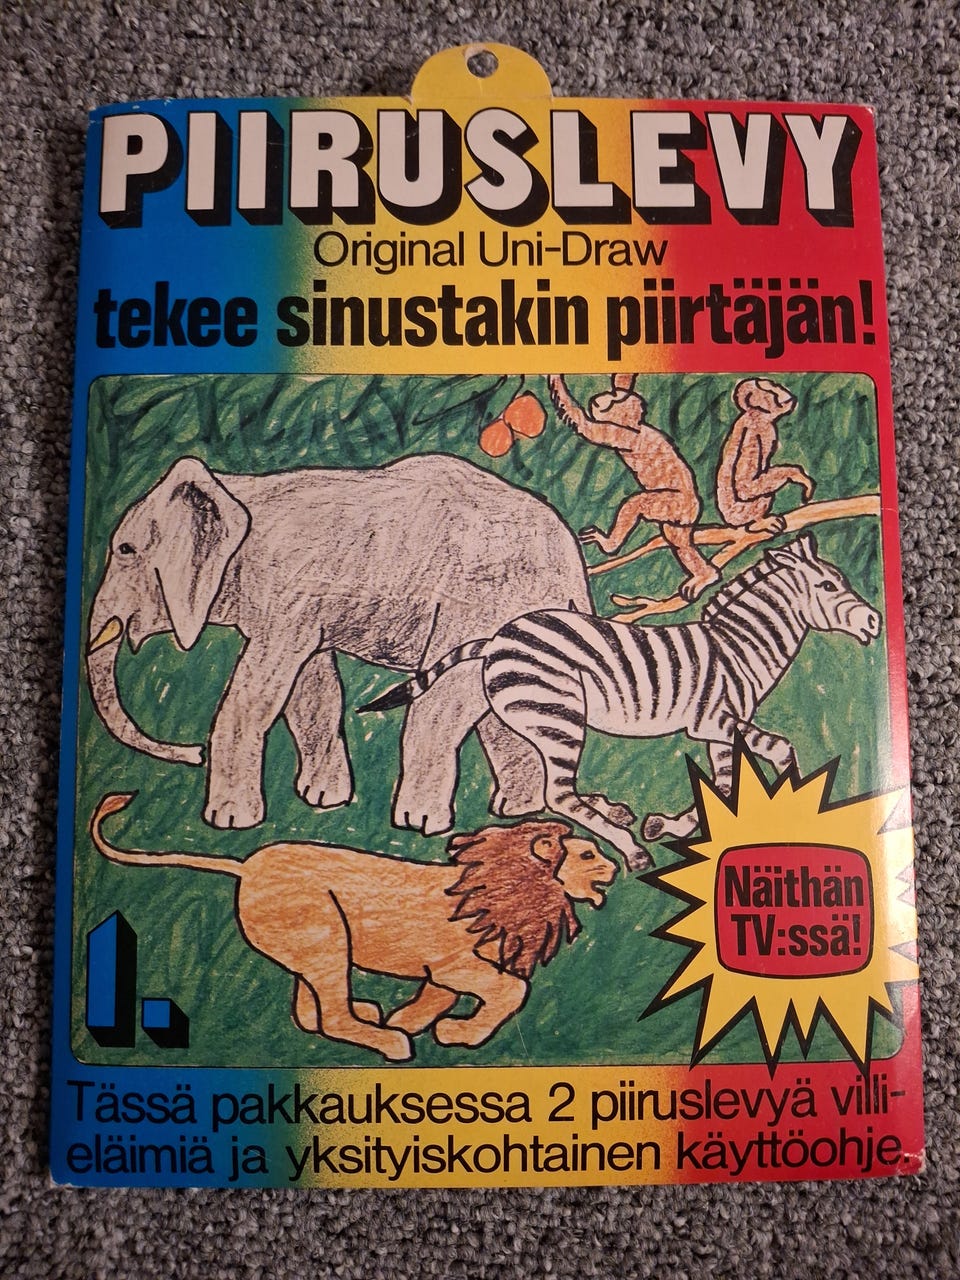 PIIRUSLEVY
Original Uni-Draw
tekee sinustakin piirtäjän!
Näithän
TV:ssä!
1.
Tässä pakkauksessa 2 piiruslevyä villi-
eläimiä ja yksityiskohtainen käyttöohje.